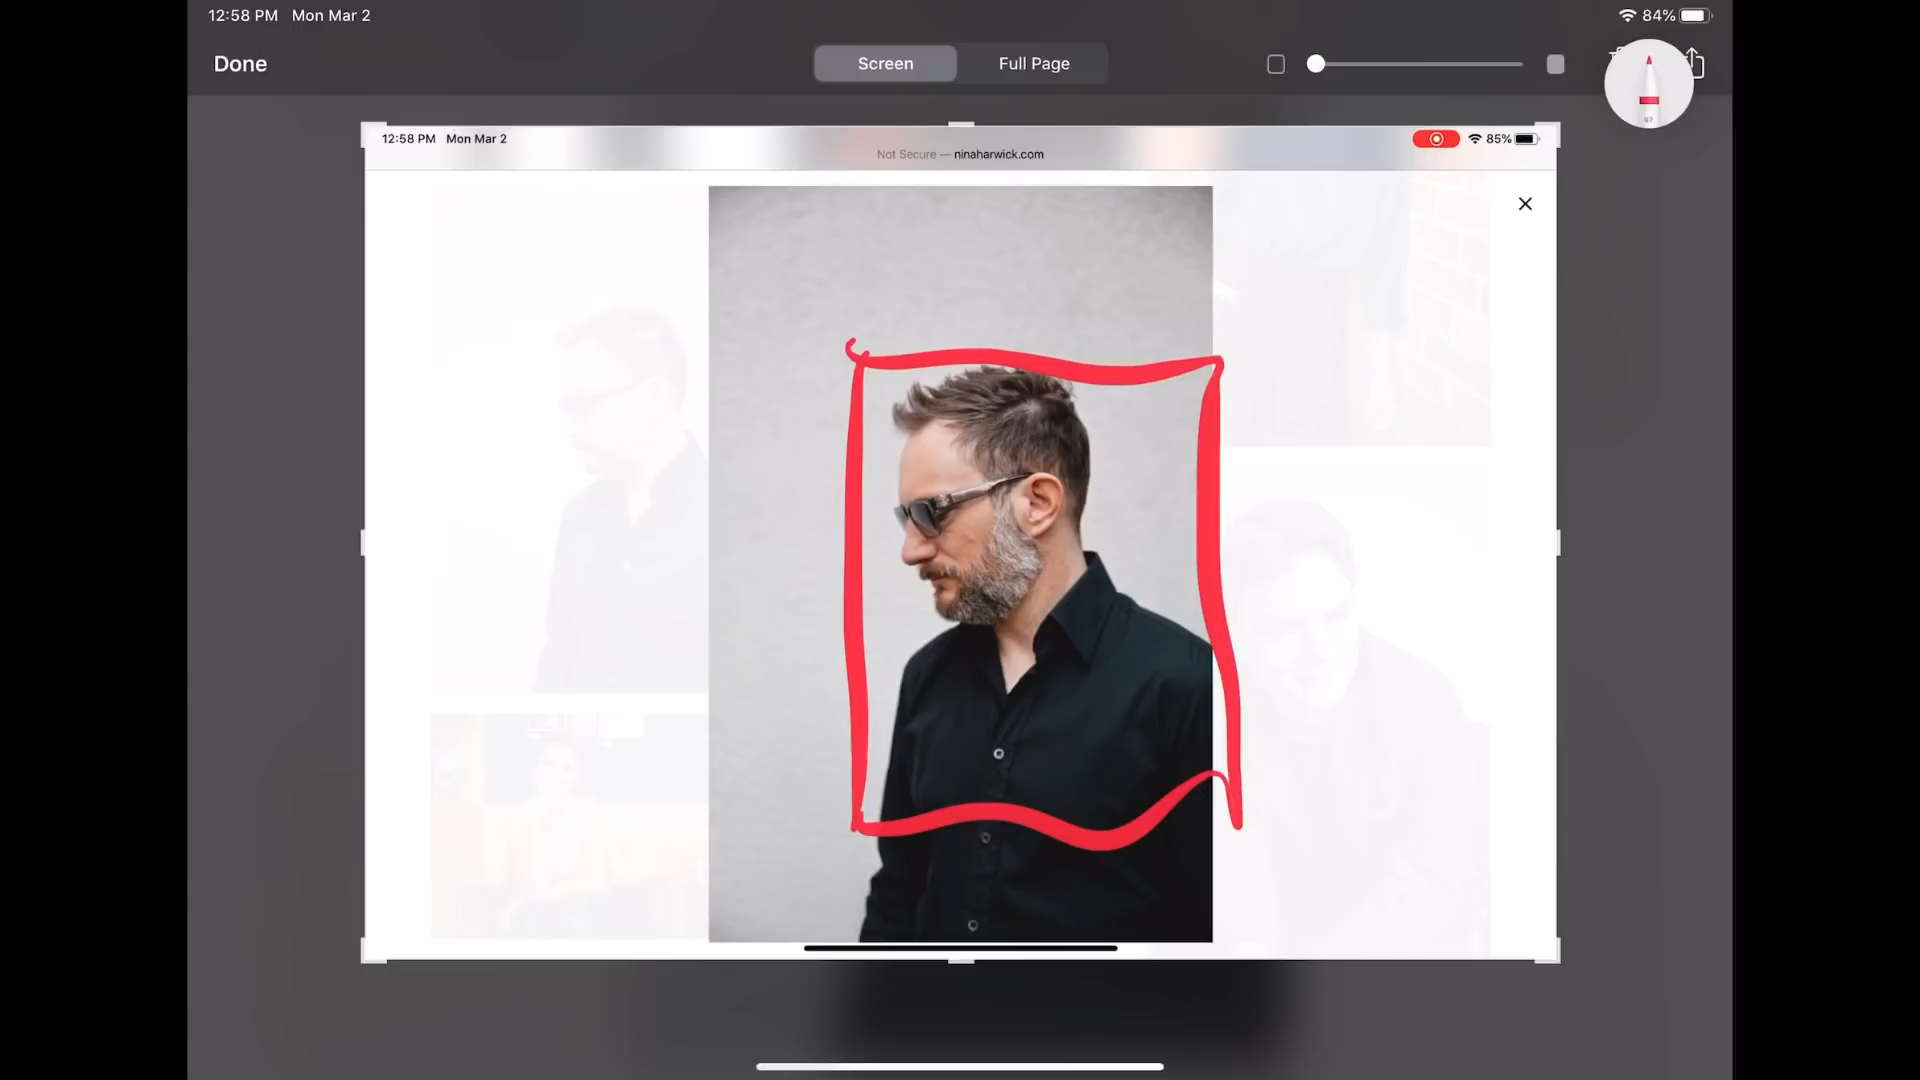 12:58 PM Mon Mar 2
84%
Done
Screen
Full Page
97
12:58 PM Mon Mar 2
85%
Not Secure — ninaharwick.com